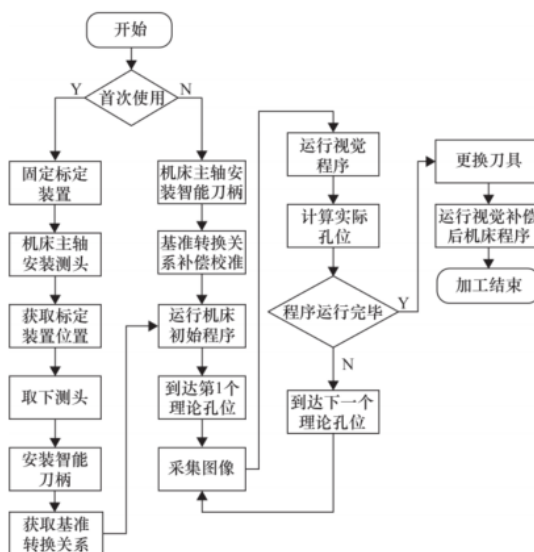 开始
首次使用
Y
N
固定标定
装置
机床主轴
安装测头
获取标定
装置位置
取下测头
安装智能
刀柄
获取基准
转换关系
机床主轴安
装智能刀柄
基准转换关
系补偿校准
运行机床
初始程序
到达第1个
理论孔位
采集图像
运行视觉
程序
计算实际
孔位
程序运行完毕
Y
N
到达下一个
理论孔位
更换刀具
运行视觉补偿
后机床程序
加工结束